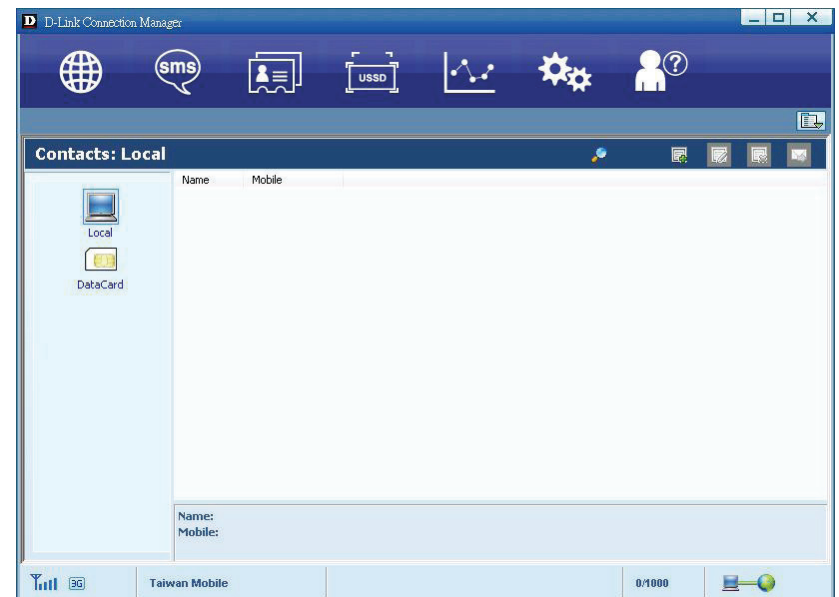 D D-Link Connection Manager
sms
USSD
?
Contacts: Local
Name Mobile
Local
DataCard
Name:
Mobile:
3G Taiwan Mobile 0/1000